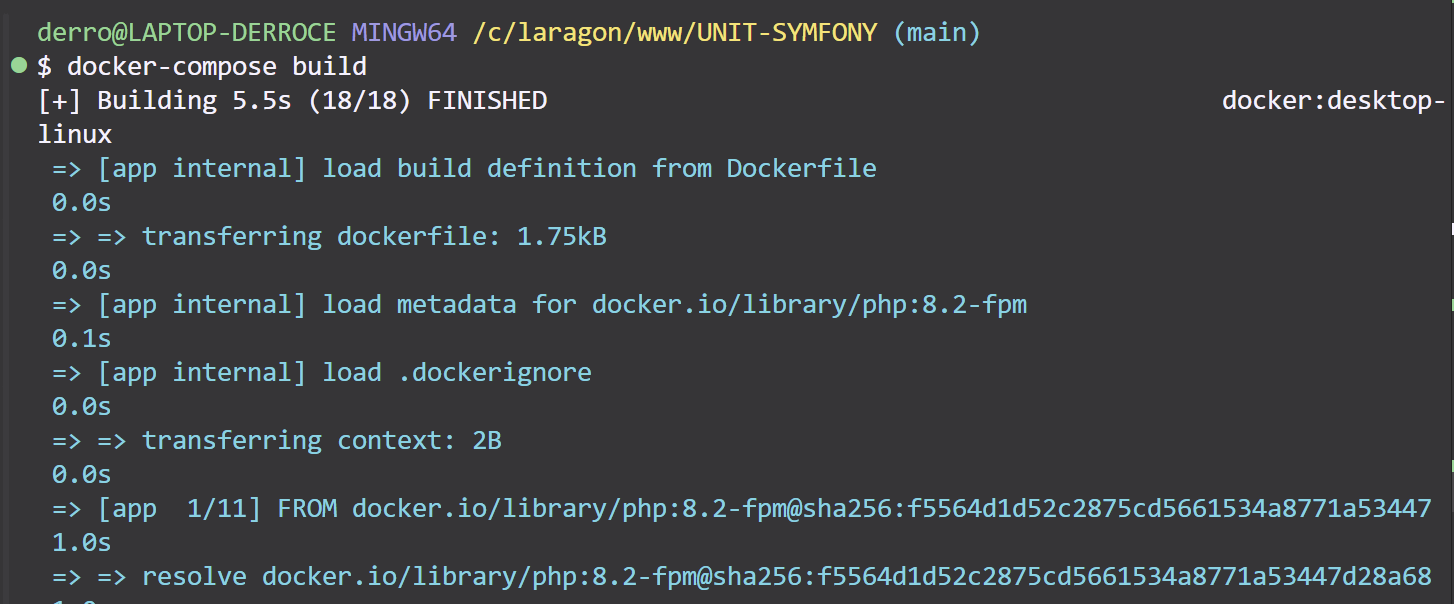 derro@LAPTOP-DERROCE MINGW64 /c/laragon/www/UNIT-SYMFONY (main)
$ docker-compose build
[+] Building 5.5s (18/18) FINISHED docker:desktop-
linux
=> [app internal] load build definition from Dockerfile
0.0s
=> => transferring dockerfile: 1.75kB
0.0s
=> [app internal] load metadata for docker.io/library/php:8.2-fpm
0.1s
=> [app internal] load .dockerignore
0.0s
=> => transferring context: 2B
0.0s
=> [app  1/11] FROM docker.io/library/php:8.2-fpm@sha256:f5564d1d52c2875cd5661534a8771a53447
1.0s
=> => resolve docker.io/library/php:8.2-fpm@sha256:f5564d1d52c2875cd5661534a8771a53447d28a68